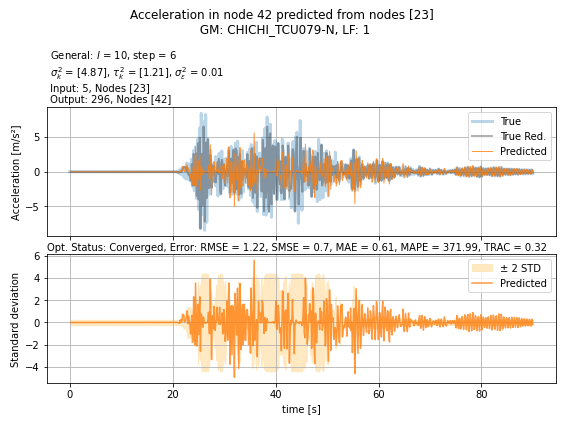 Acceleration in node 42 predicted from nodes [23]
GM: CHICHI_TCU079-N, LF: 1
General: l = 10, step = 6
σ²ₖ = [4.87], τ²ₖ = [1.21], σ²ε = 0.01
Input: 5, Nodes [23]
Output: 296, Nodes [42]
Acceleration [m/s²]
5
0
−5
True
True Red.
Predicted
Opt. Status: Converged, Error: RMSE = 1.22, SMSE = 0.7, MAE = 0.61, MAPE = 371.99, TRAC = 0.32
Standard deviation
6
4
2
0
−2
−4
± 2 STD
Predicted
0 20 40 60 80
time [s]